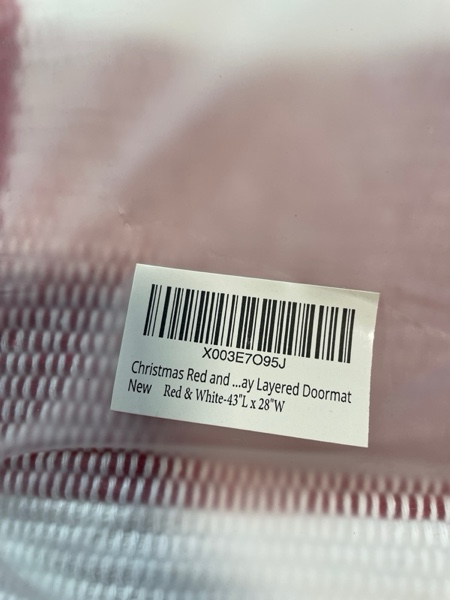 X003E7O95J
Christmas Red and ...ay Layered Doormat
New Red & White-43"L x 28"W